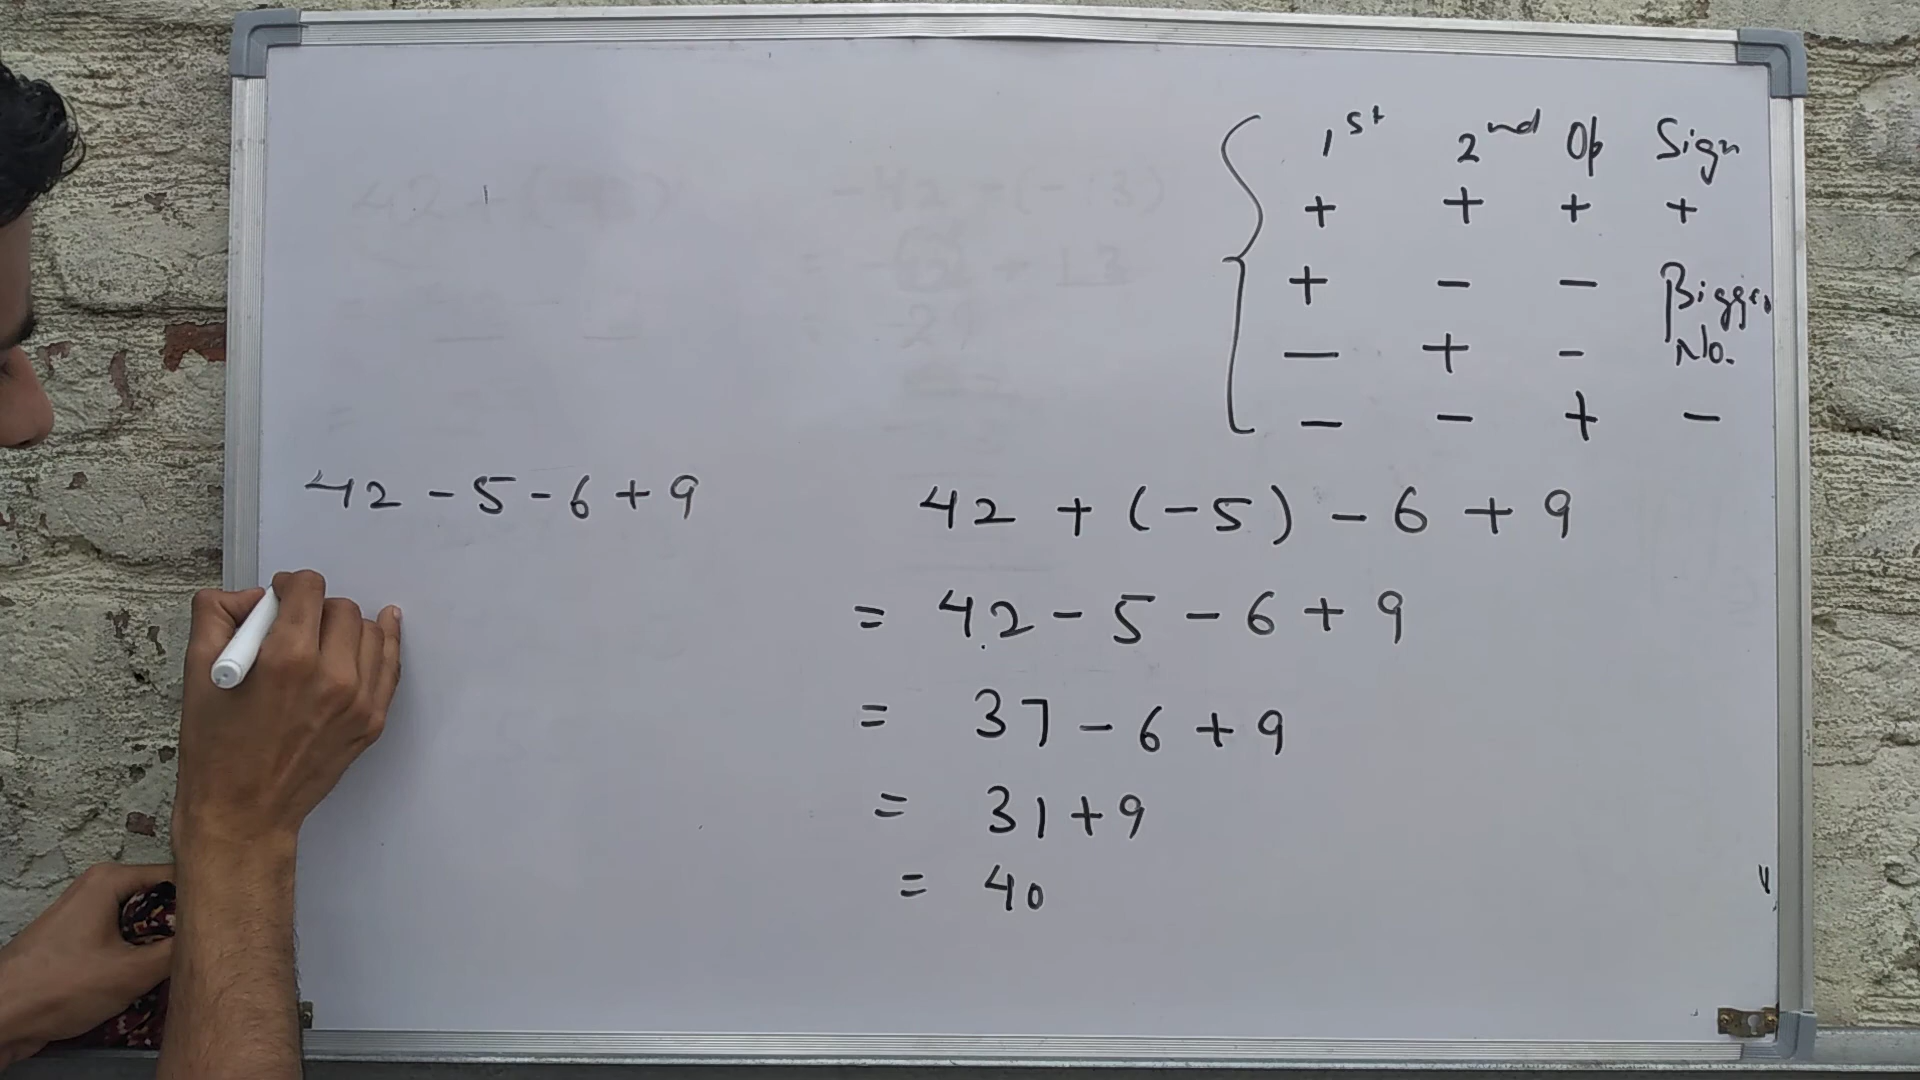 1st 2nd Op Sign
+ + + +
+ - - Bigger
- + - No.
- - + -
42 - 5 - 6 + 9
42 + (-5) - 6 + 9
= 42 - 5 - 6 + 9
= 37 - 6 + 9
= 31 + 9
= 40